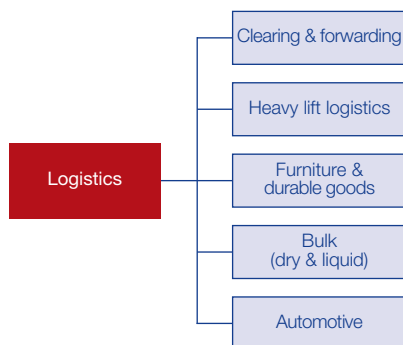 Clearing & forwarding
Heavy lift logistics
Logistics
Furniture &
durable goods
Bulk
(dry & liquid)
Automotive